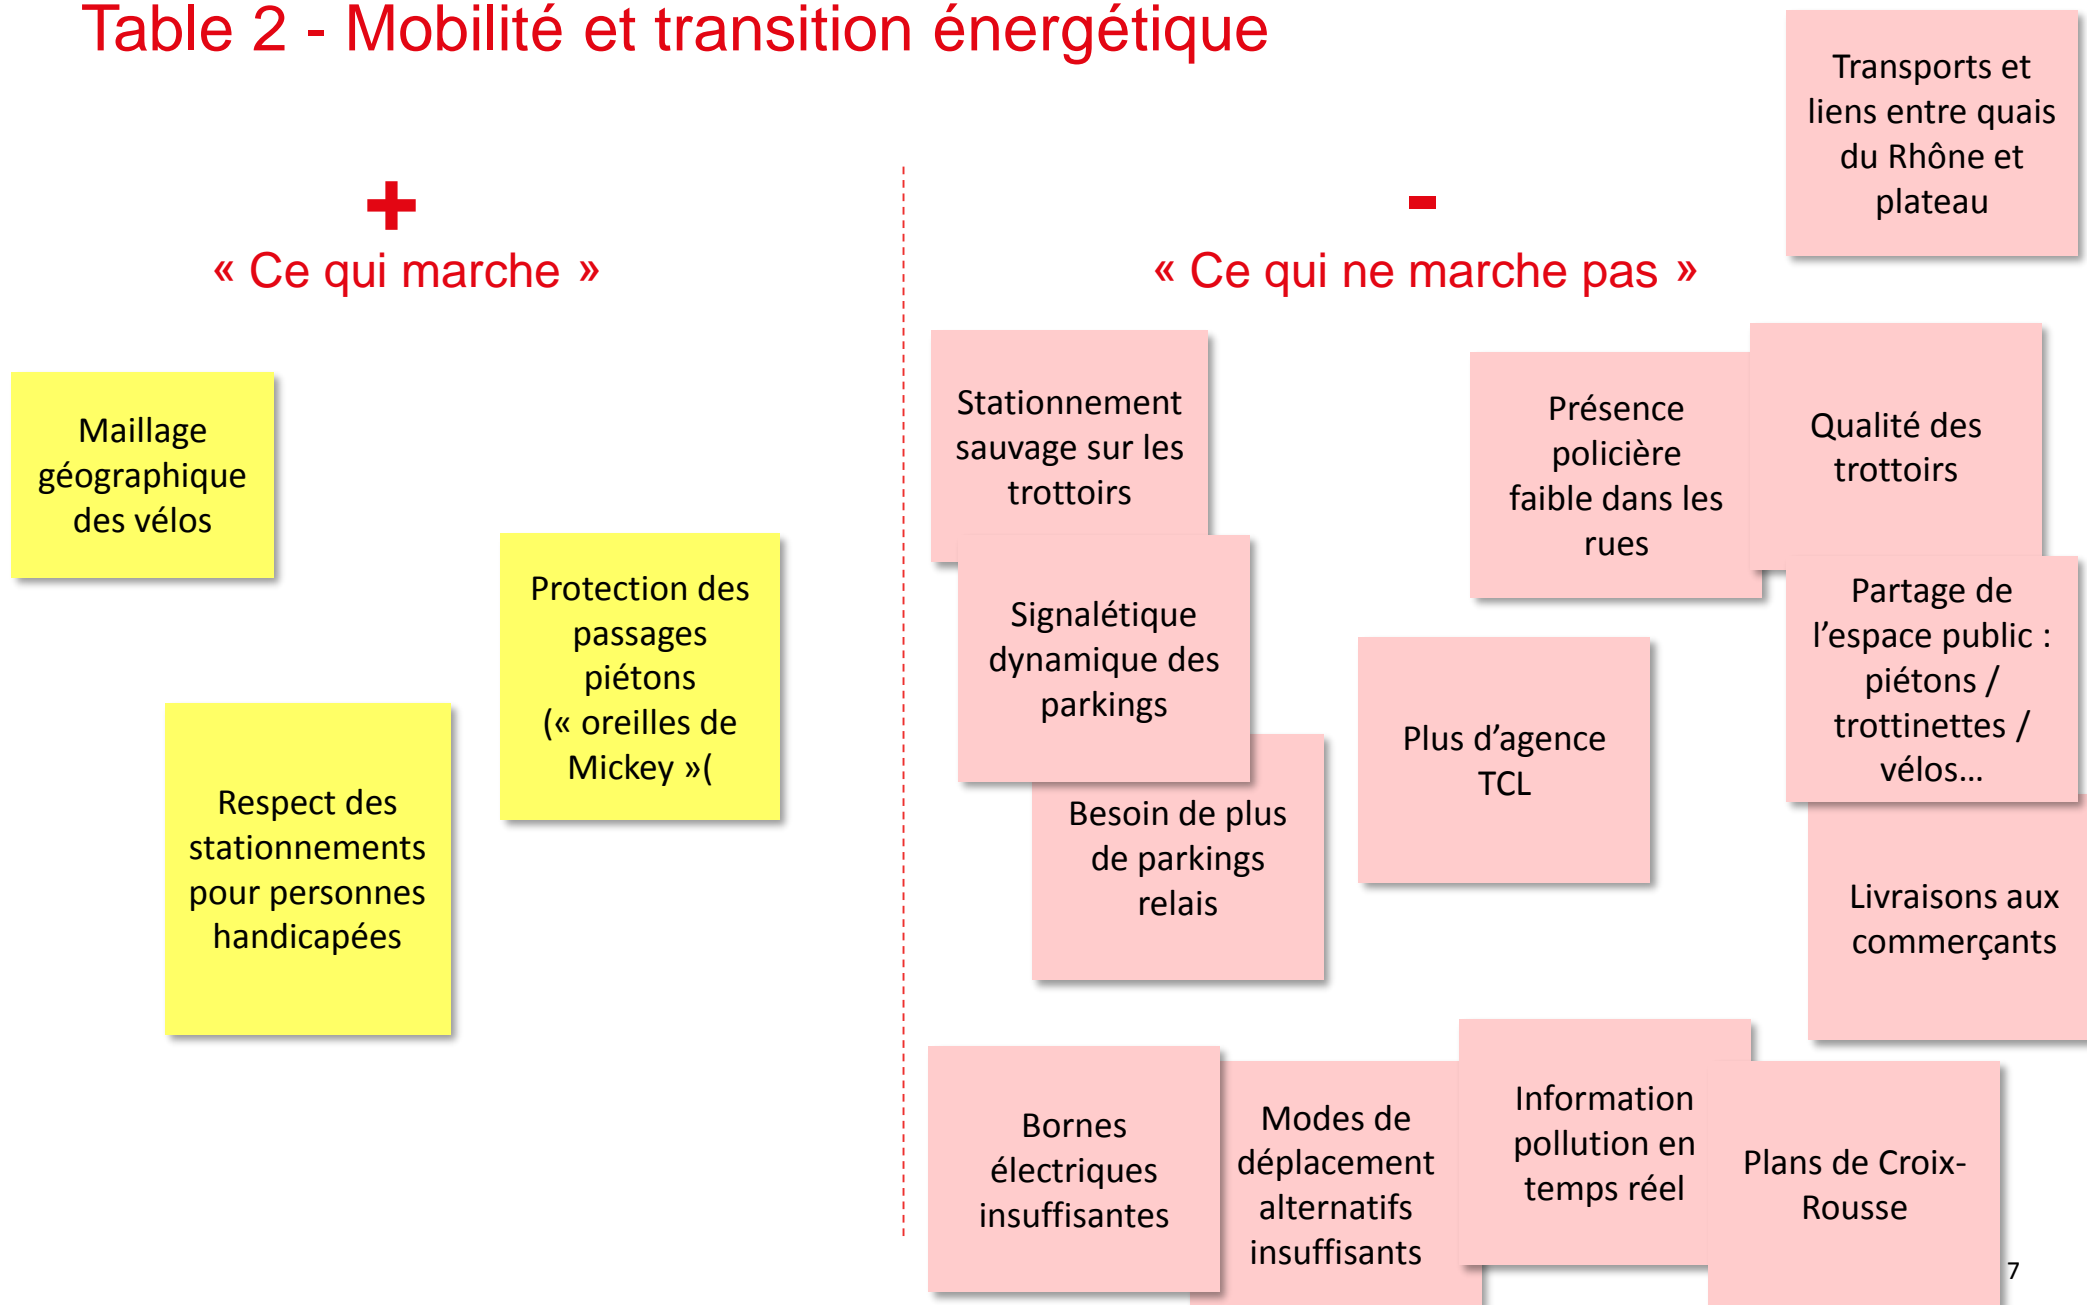 Table 2 - Mobilité et transition énergétique
+
« Ce qui marche »
Maillage
géographique
des vélos
Protection des
passages
piétons
(« oreilles de
Mickey »(
Respect des
stationnements
pour personnes
handicapées
-
« Ce qui ne marche pas »
Transports et
liens entre quais
du Rhône et
plateau
Stationnement
sauvage sur les
trottoirs
Présence
policière
faible dans les
rues
Qualité des
trottoirs
Signalétique
dynamique des
parkings
Partage de
l’espace public :
piétons /
trottinettes /
vélos…
Plus d’agence
TCL
Besoin de plus
de parkings
relais
Livraisons aux
commerçants
Bornes
électriques
insuffisantes
Modes de
déplacement
alternatifs
insuffisants
Information
pollution en
temps réel
Plans de Croix-
Rousse
7